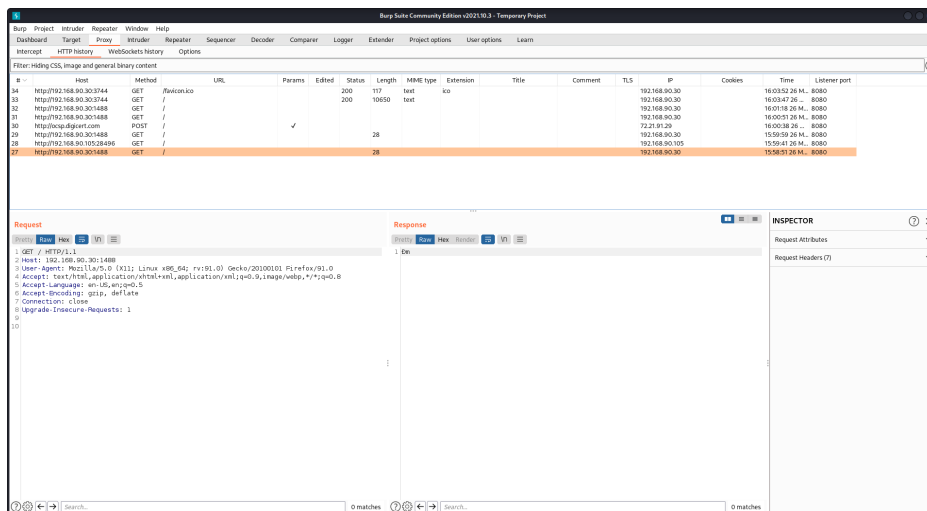 Burp Suite Community Edition v2021.10.3 - Temporary Project
Burp Project Intruder Repeater Window Help
Dashboard Target Proxy Intruder Repeater Sequencer Decoder Comparer Logger Extender Project options User options Learn
Intercept HTTP history WebSockets history Options
Filter: Hiding CSS, image and general binary content
# Host Method URL Params Edited Status Length MIME type Extension Title Comment TLS IP Cookies Time Listener port
34 http://192.168.90.30:3744 GET /favicon.ico 200 117 text ico 192.168.90.30 16:03:52 26 M... 8080
33 http://192.168.90.30:3744 GET / 200 10650 text 192.168.90.30 16:03:47 26 ... 8080
32 http://192.168.90.30:1488 GET / 192.168.90.30 16:01:18 26 M... 8080
31 http://192.168.90.30:1488 GET / 192.168.90.30 16:00:51 26 M... 8080
30 http://ocsp.digicert.com POST / ✓ 72.21.91.29 16:00:38 26 ... 8080
29 http://192.168.90.30:1488 GET / 28 192.168.90.30 15:59:59 26 M... 8080
28 http://192.168.90.105:28496 GET / 192.168.90.105 15:59:41 26 M... 8080
27 http://192.168.90.30:1488 GET / 28 192.168.90.30 15:58:51 26 M... 8080
Request
Pretty Raw Hex \n
1 GET / HTTP/1.1
2 Host: 192.168.90.30:1488
3 User-Agent: Mozilla/5.0 (X11; Linux x86_64; rv:91.0) Gecko/20100101 Firefox/91.0
4 Accept: text/html,application/xhtml+xml,application/xml;q=0.9,image/webp,*/*;q=0.8
5 Accept-Language: en-US,en;q=0.5
6 Accept-Encoding: gzip, deflate
7 Connection: close
8 Upgrade-Insecure-Requests: 1
9
10
Search...
0 matches
Response
Pretty Raw Hex Render \n
1 Ðm
Search...
0 matches
INSPECTOR
Request Attributes
Request Headers (7)